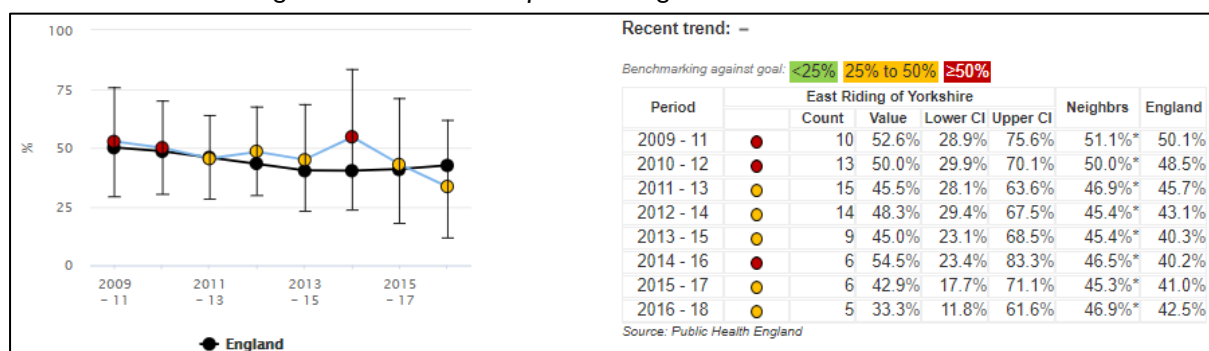 100
75
50
25
0
%
2009
– 11
2011
– 13
2013
– 15
2015
– 17
England
Recent trend: –
Benchmarking against goal: <25% 25% to 50% ≥50%
Period East Riding of Yorkshire Neighbrs England
Count Value Lower CI Upper CI
2009 - 11 10 52.6% 28.9% 75.6% 51.1%* 50.1%
2010 - 12 13 50.0% 29.9% 70.1% 50.0%* 48.5%
2011 - 13 15 45.5% 28.1% 63.6% 46.9%* 45.7%
2012 - 14 14 48.3% 29.4% 67.5% 45.4%* 43.1%
2013 - 15 9 45.0% 23.1% 68.5% 45.4%* 40.3%
2014 - 16 6 54.5% 23.4% 83.3% 46.5%* 40.2%
2015 - 17 6 42.9% 17.7% 71.1% 45.3%* 41.0%
2016 - 18 5 33.3% 11.8% 61.6% 46.9%* 42.5%
Source: Public Health England